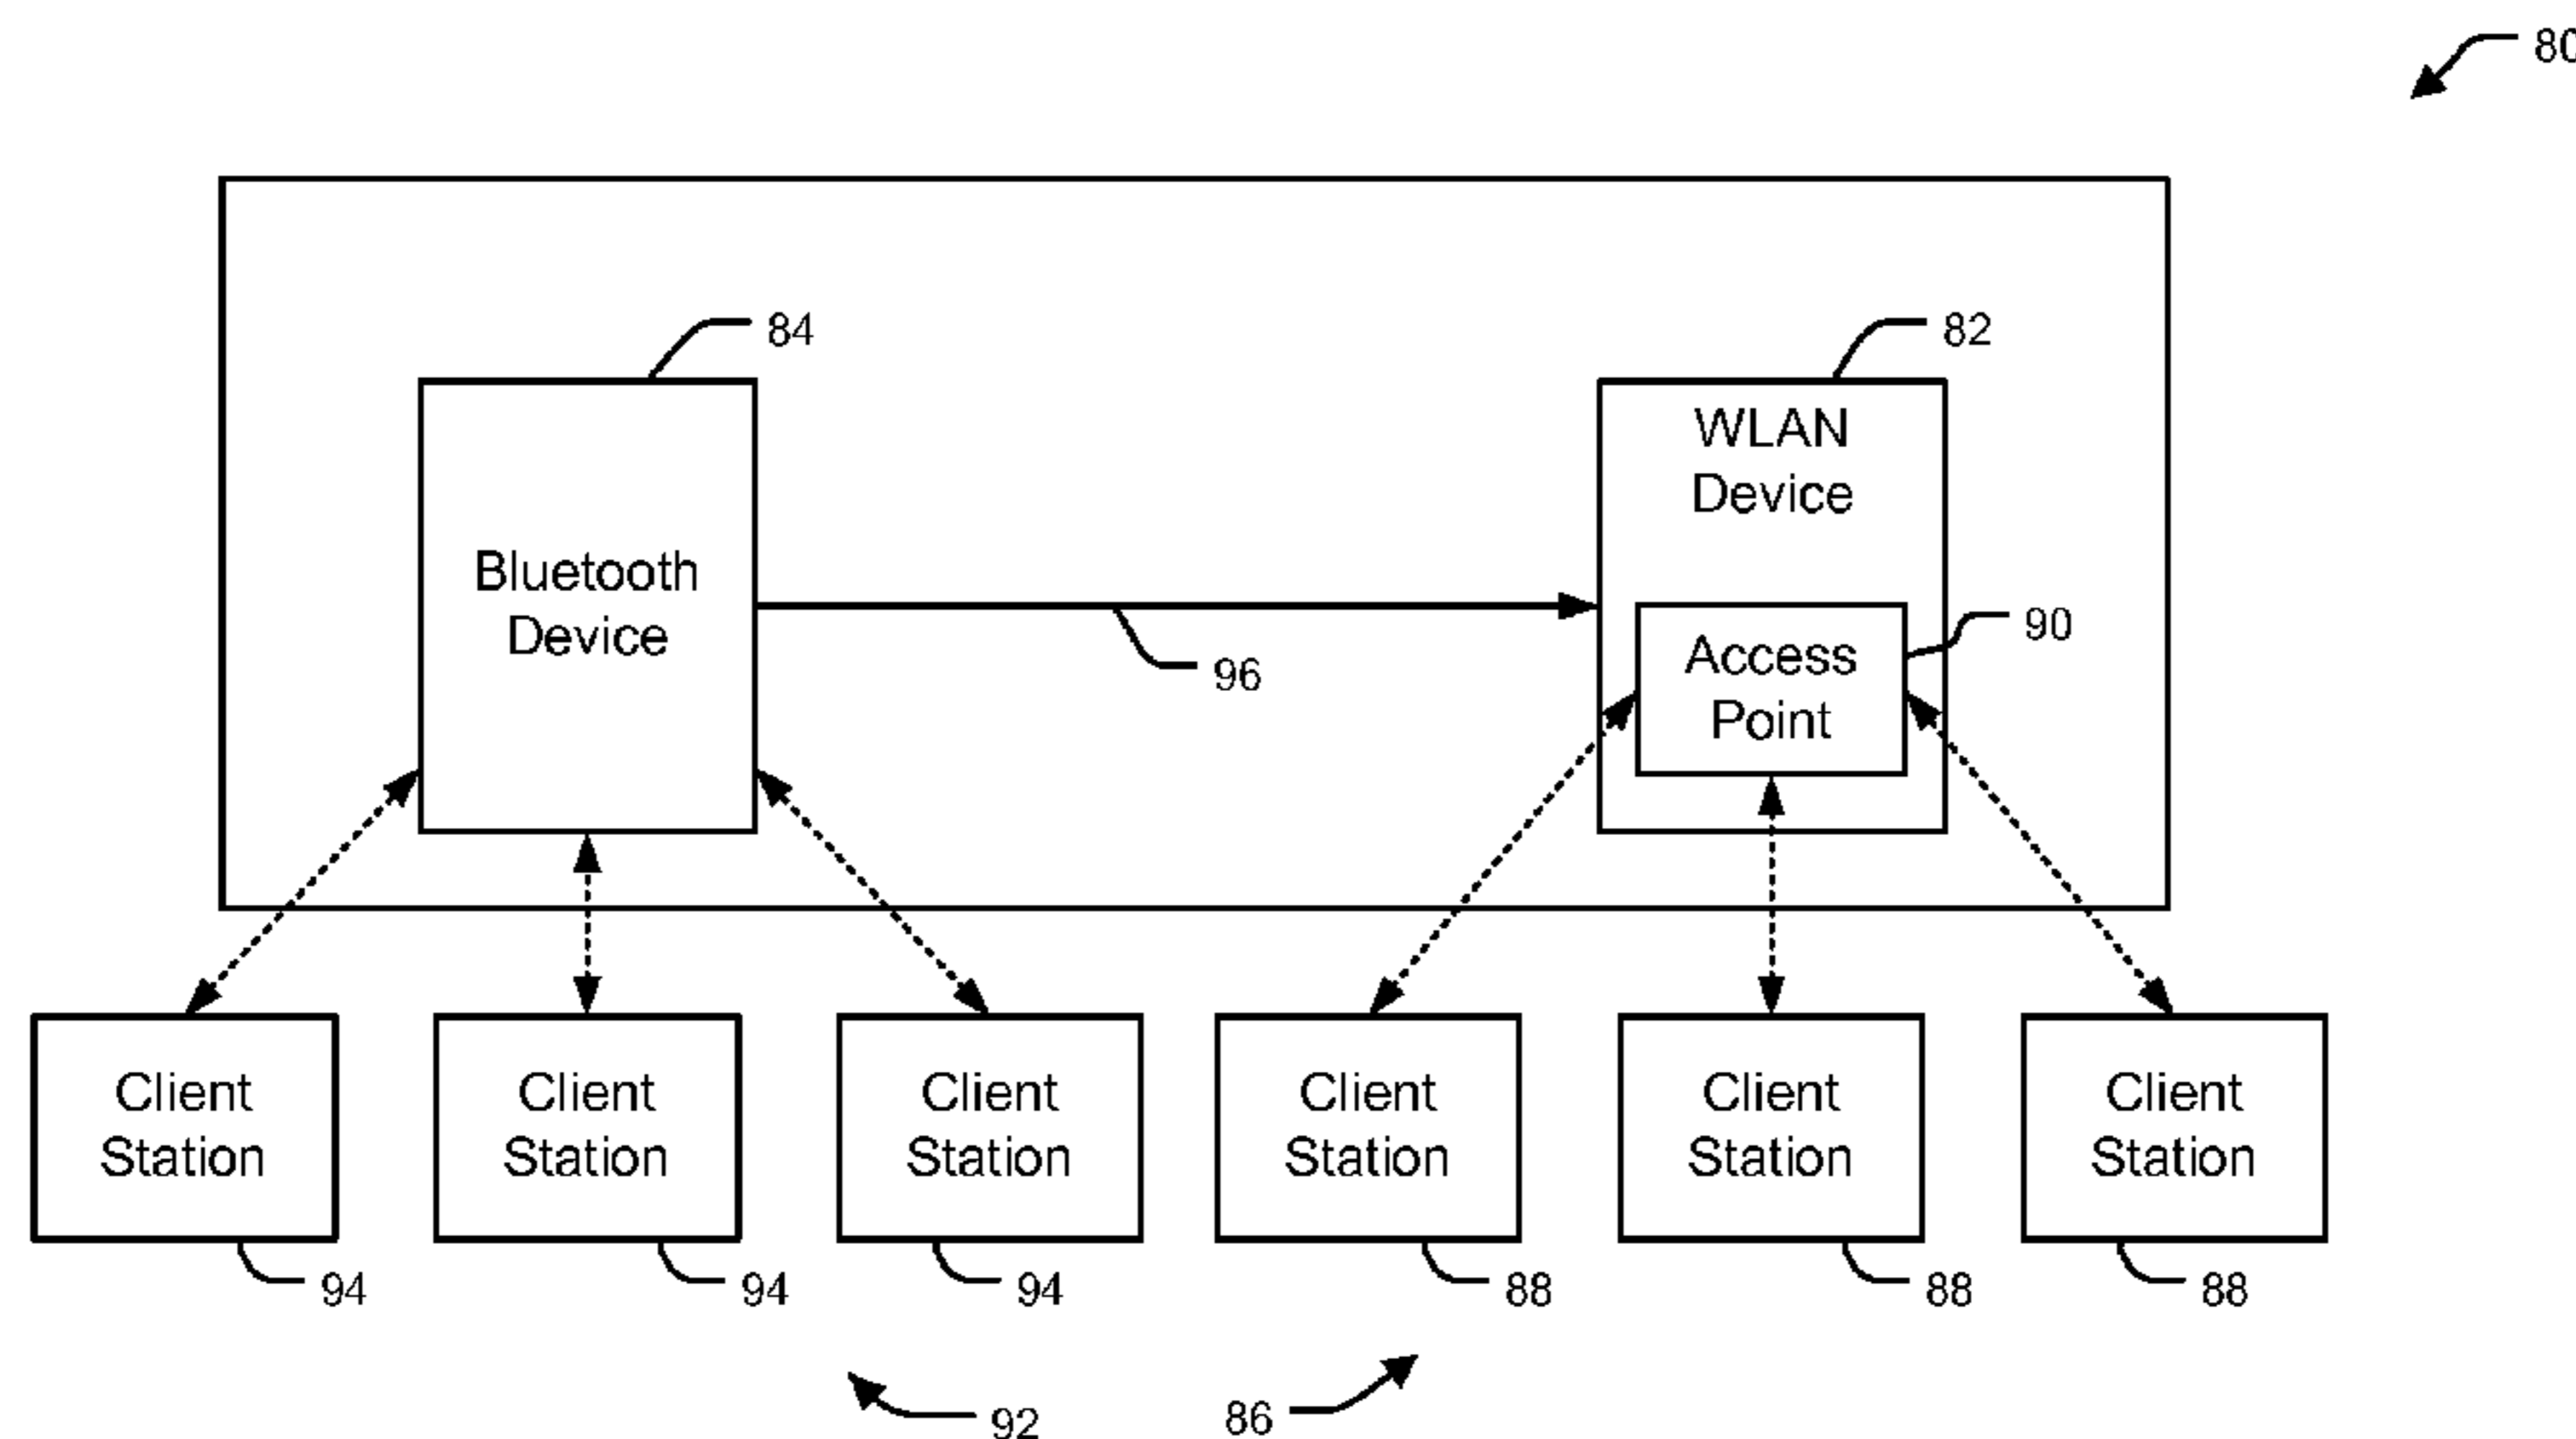 80
84
82
WLAN
Device
Bluetooth
Device
96
Access
Point
90
Client
Station
Client
Station
Client
Station
Client
Station
Client
Station
Client
Station
94
94
94
88
88
88
92
86